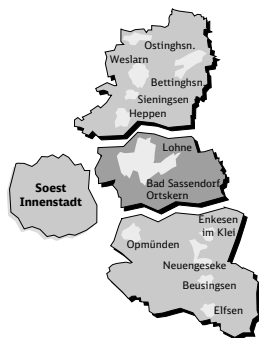 Ostinghsn.
Weslarn
Bettinghsn.
Sieningsen
Heppen
Lohne
Soest
Innenstadt
Bad Sassendorf
Ortskern
Enkesen
im Klei
Opmünden
Neuengeseke
Beusingsen
Elfsen